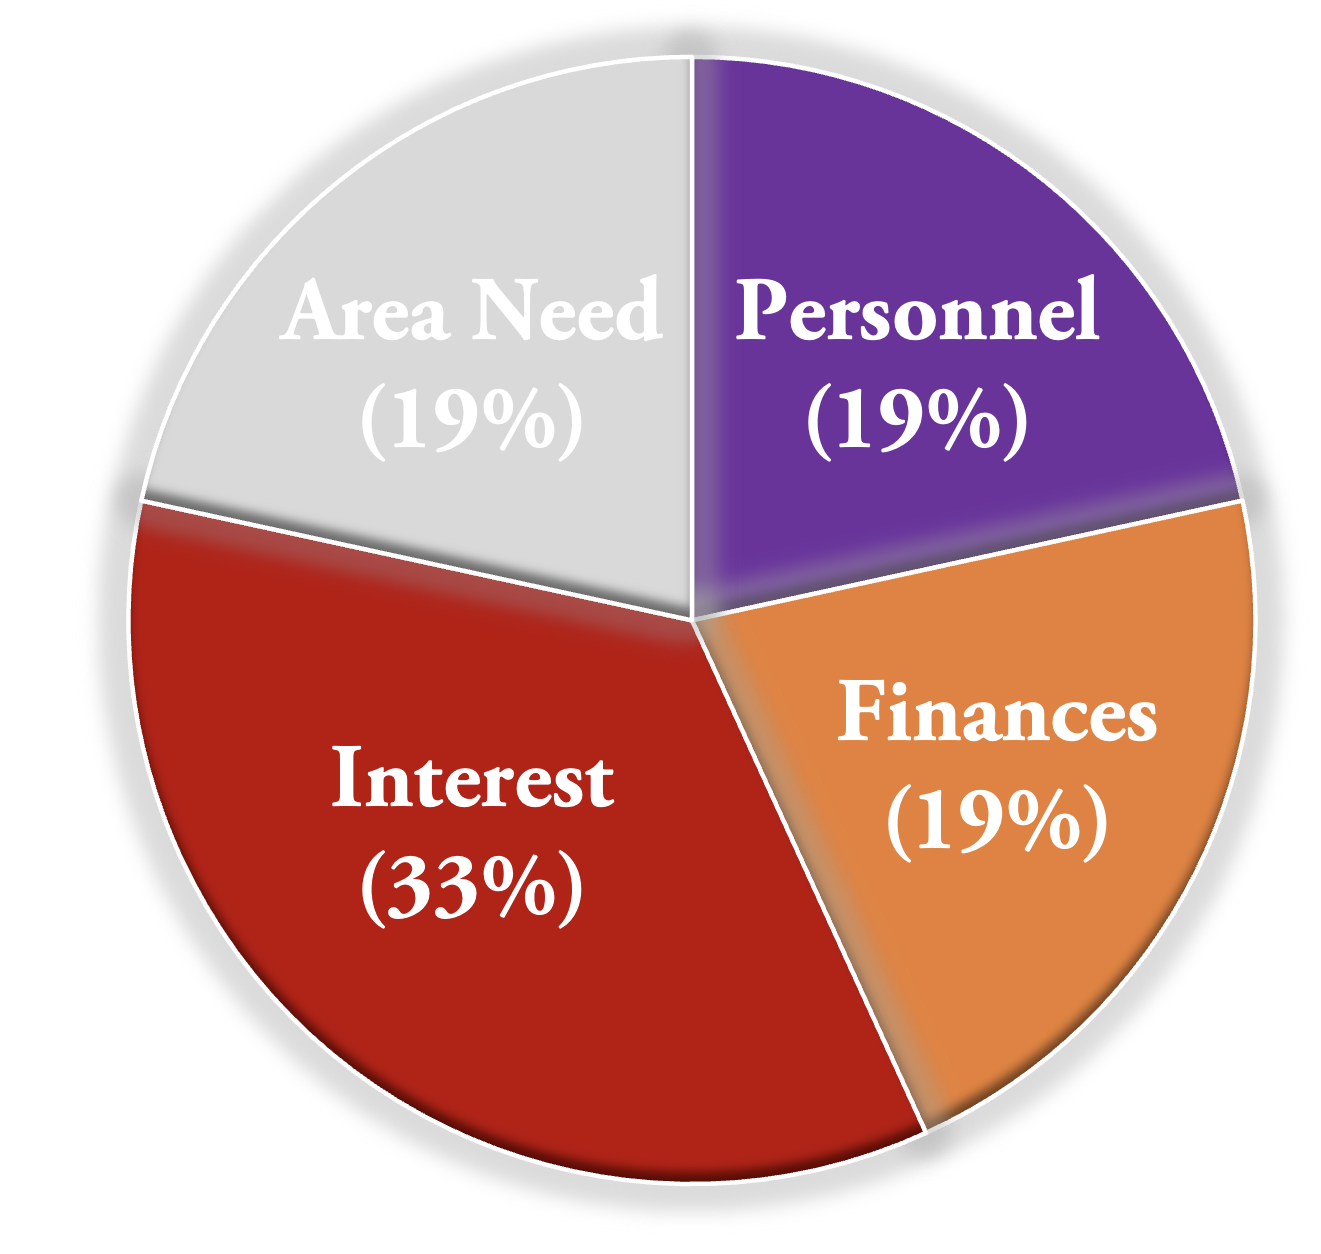 Area Need
(19%)
Personnel
(19%)
Finances
(19%)
Interest
(33%)